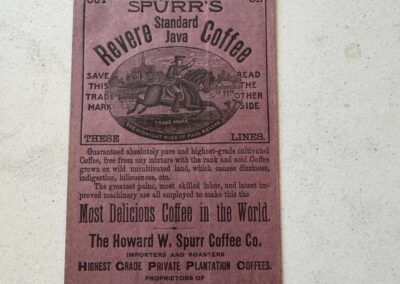 OUT
SPURR'S
Revere Standard Java Coffee
SAVE THIS TRADE MARK
READ THE OTHER SIDE
TRADE MARK
THE MIDNIGHT RIDE OF PAUL REVERE
THESE LINES.
Guaranteed absolutely pure and highest-grade cultivated
Coffee, free from any mixture with the rank and acid Coffee
grown on wild uncultivated land, which causes dizziness,
indigestion, biliousness, etc.
The greatest pains, most skilled labor, and latest im-
proved machinery are all employed to make this the
Most Delicious Coffee in the World.
The Howard W. Spurr Coffee Co.
IMPORTERS AND ROASTERS
HIGHEST GRADE PRIVATE PLANTATION COFFEES.
PROPRIETORS OF